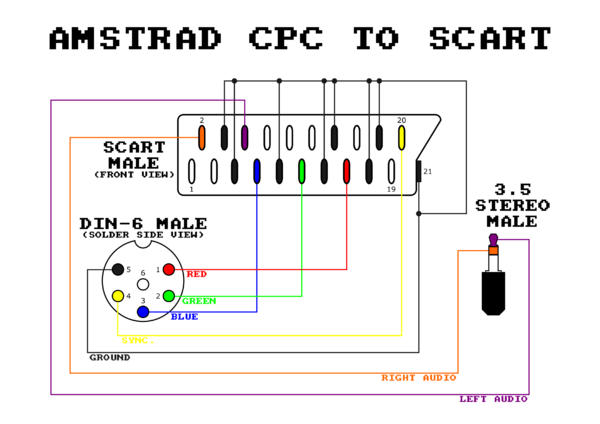 AMSTRAD CPC TO SCART
2
20
SCART
MALE
(FRONT VIEW)
21
1
19
3.5
STEREO
MALE
DIN-6 MALE
(SOLDER SIDE VIEW)
5
1
RED
6
4
2
GREEN
3
BLUE
SYNC.
GROUND
RIGHT AUDIO
LEFT AUDIO